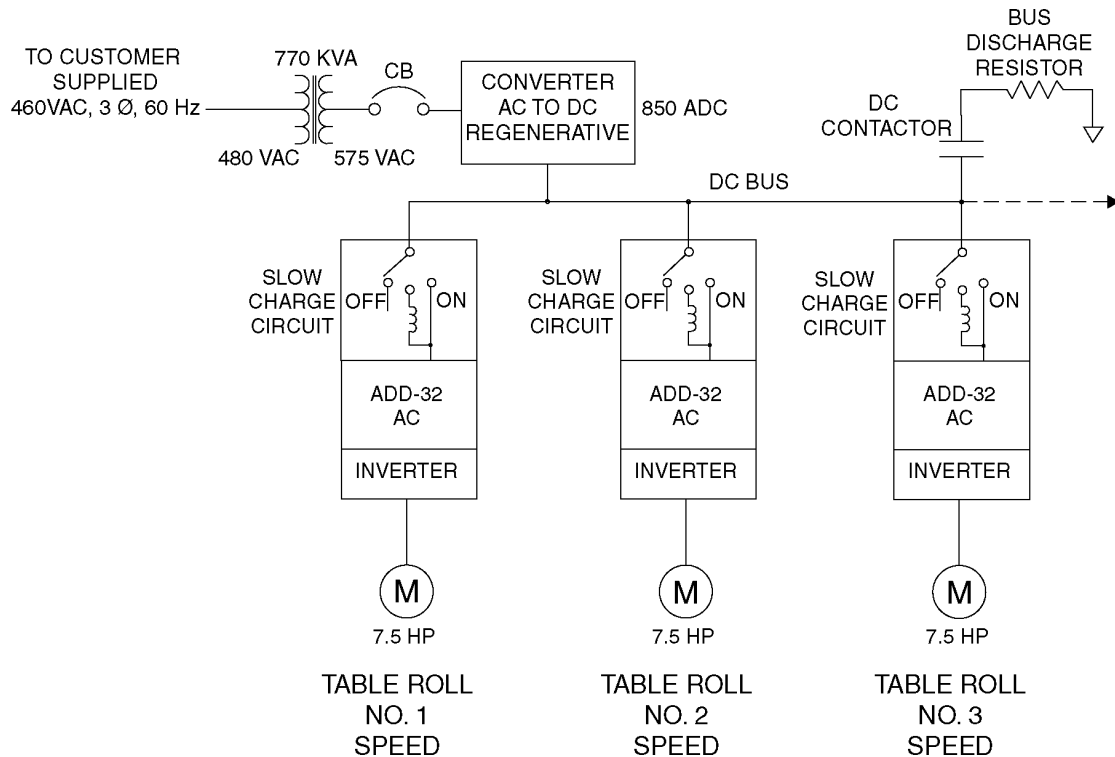 TO CUSTOMER
SUPPLIED
460VAC, 3 Ø, 60 Hz
770 KVA
480 VAC
575 VAC
CB
CONVERTER
AC TO DC
REGENERATIVE
850 ADC
BUS
DISCHARGE
RESISTOR
DC
CONTACTOR
DC BUS
SLOW
CHARGE
CIRCUIT
OFF
ON
ADD-32
AC
INVERTER
M
7.5 HP
TABLE ROLL
NO. 1
SPEED
SLOW
CHARGE
CIRCUIT
OFF
ON
ADD-32
AC
INVERTER
M
7.5 HP
TABLE ROLL
NO. 2
SPEED
SLOW
CHARGE
CIRCUIT
OFF
ON
ADD-32
AC
INVERTER
M
7.5 HP
TABLE ROLL
NO. 3
SPEED